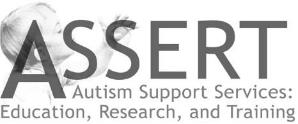 ASSERT
Autism Support Services:
Education, Research, and Training